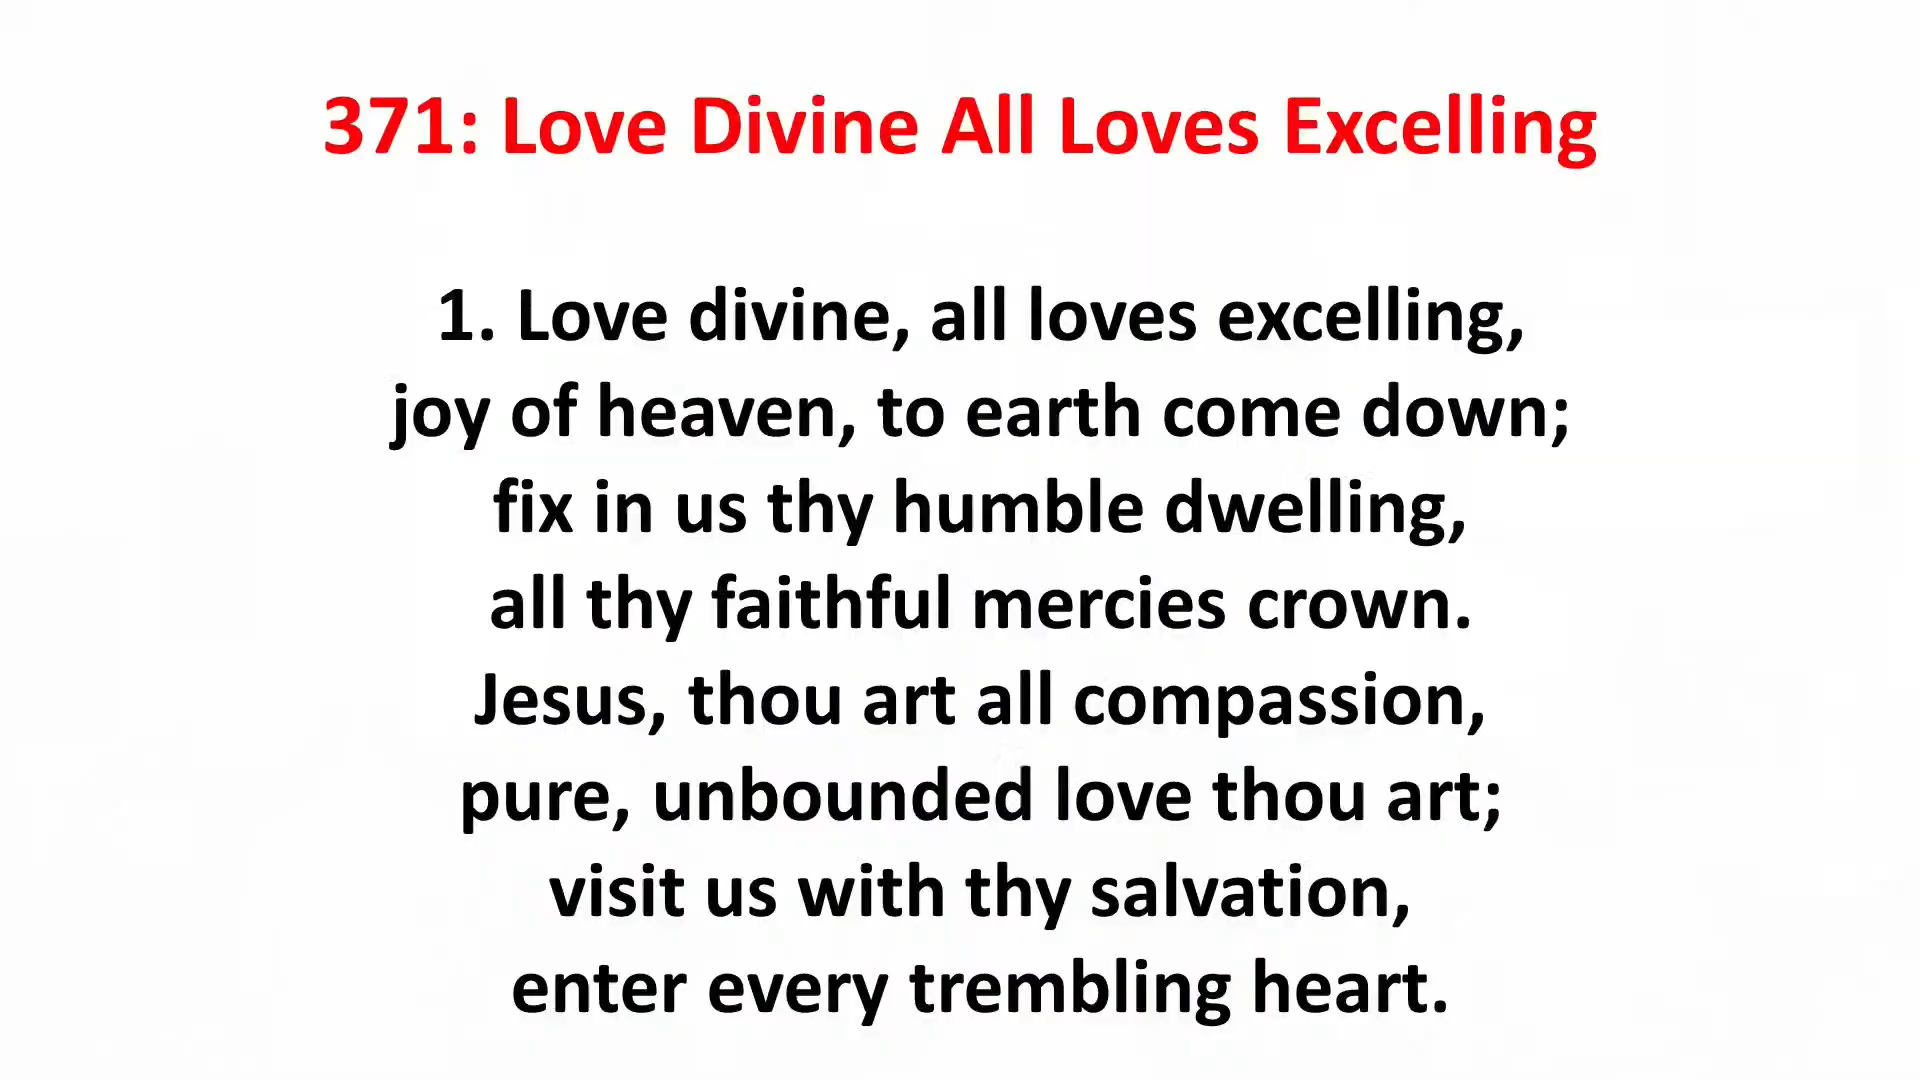 371: Love Divine All Loves Excelling
1. Love divine, all loves excelling,
joy of heaven, to earth come down;
fix in us thy humble dwelling,
all thy faithful mercies crown.
Jesus, thou art all compassion,
pure, unbounded love thou art;
visit us with thy salvation,
enter every trembling heart.